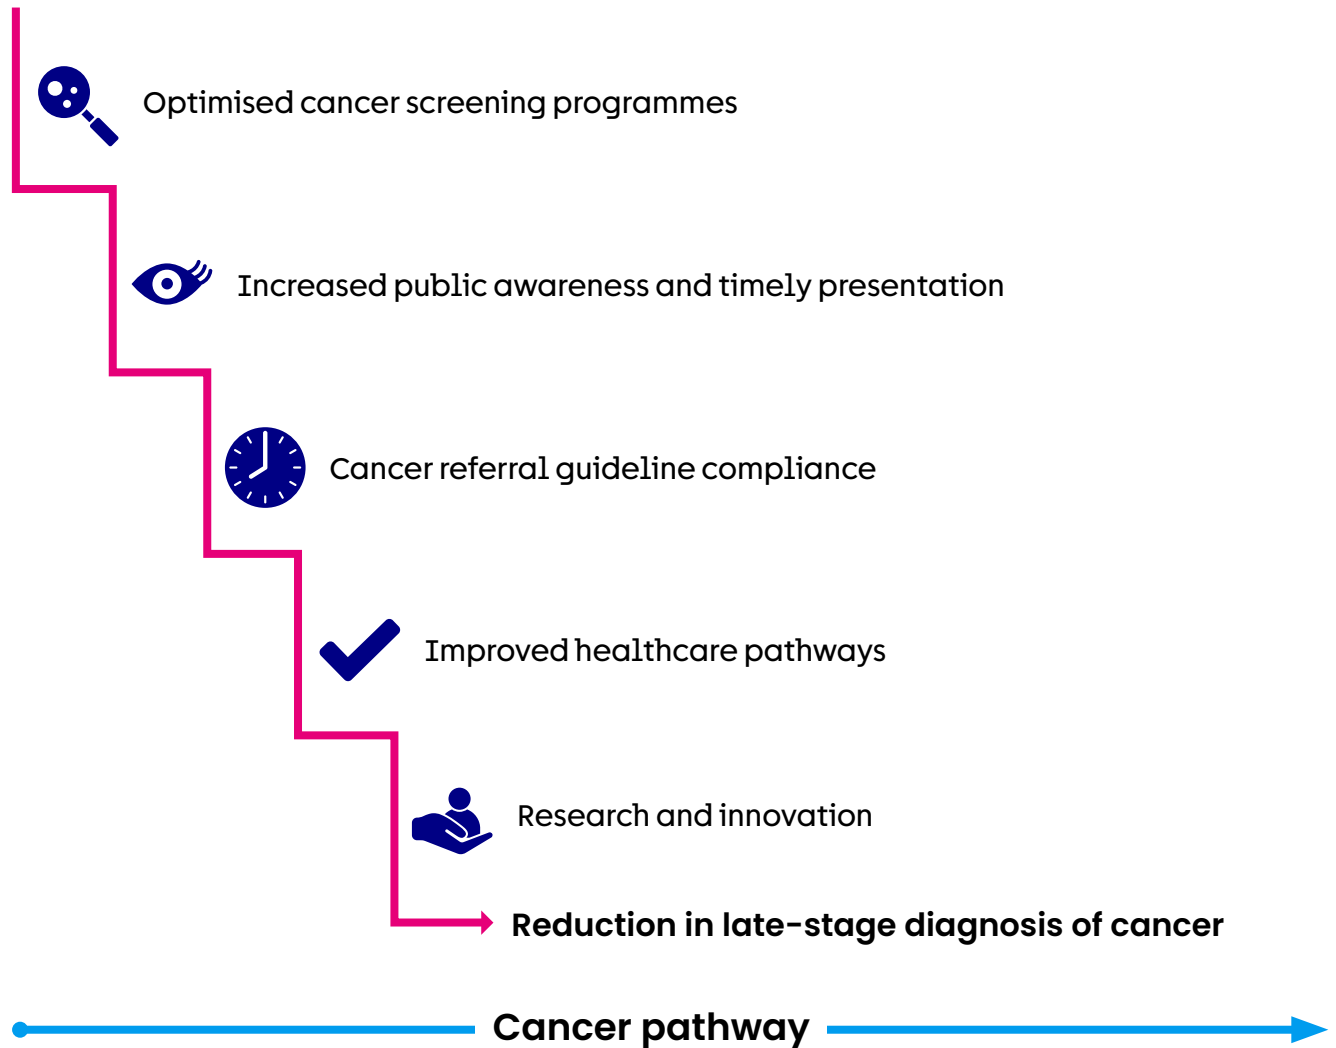 Optimised cancer screening programmes
Increased public awareness and timely presentation
Cancer referral guideline compliance
Improved healthcare pathways
Research and innovation
Reduction in late-stage diagnosis of cancer
Cancer pathway